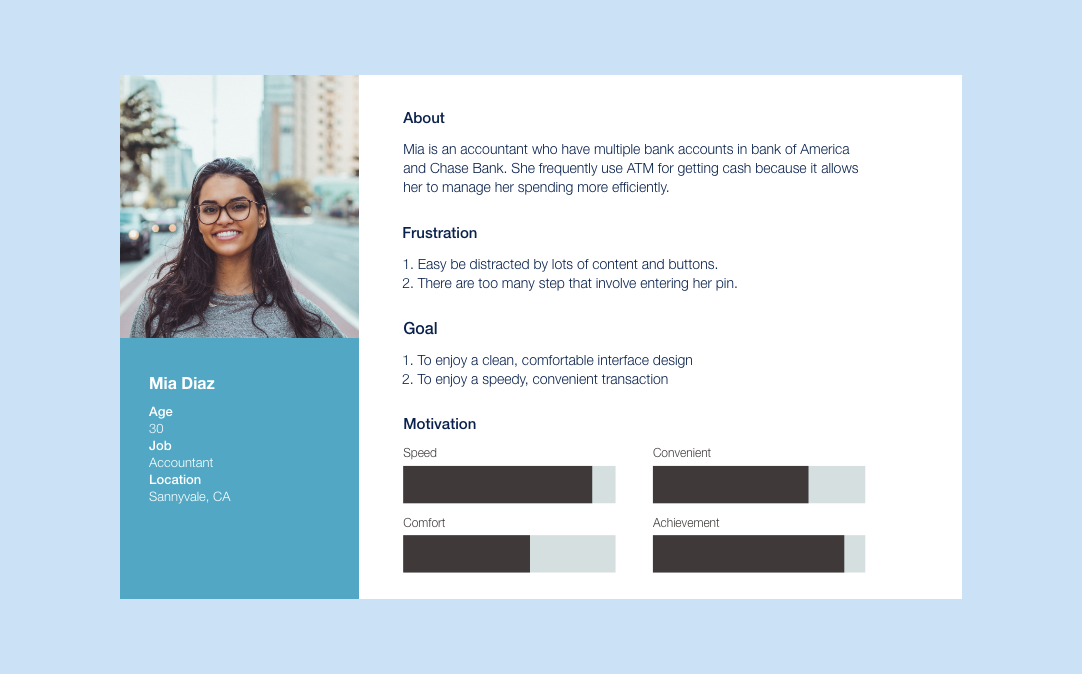 Mia Diaz
Age
30
Job
Accountant
Location
Sannyvale, CA
About
Mia is an accountant who have multiple bank accounts in bank of America
and Chase Bank. She frequently use ATM for getting cash because it allows
her to manage her spending more efficiently.
Frustration
1. Easy be distracted by lots of content and buttons.
2. There are too many step that involve entering her pin.
Goal
1. To enjoy a clean, comfortable interface design
2. To enjoy a speedy, convenient transaction
Motivation
Speed
Convenient
Comfort
Achievement